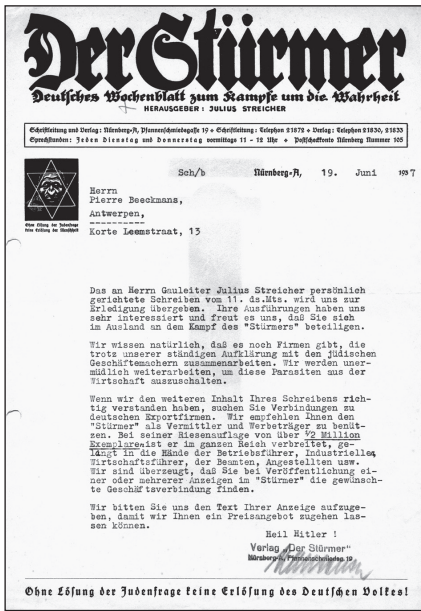 Der Stürmer
Deutsches Wochenblatt zum Kampfe um die Wahrheit
HERAUSGEBER: JULIUS STREICHER
Schriftleitung und Verlag: Nürnberg-A, Pfannenschmiedsgasse 19 + Schriftleitung: Telephon 21872 + Verlag: Telephon 21830, 21833
Sprechstunden: Jeden Dienstag und Donnerstag vormittags 11 - 12 Uhr + Postscheckkonto Nürnberg Nummer 105
Sch/b Nürnberg-A, 19. Juni 1937
Ohne Lösung der Judenfrage
keine Erlösung der Menschheit
Herrn
Pierre Beeckmans,
Antwerpen,
Korte Leemstraat, 13
Das an Herrn Gauleiter Julius Streicher persönlich
gerichtete Schreiben vom 11. ds.Mts. wird uns zur
Erledigung übergeben. Ihre Ausführungen haben uns
sehr interessiert und freut es uns, daß Sie sich
im Ausland an dem Kampf des "Stürmers" beteiligen.
Wir wissen natürlich, daß es noch Firmen gibt, die
trotz unserer ständigen Aufklärung mit den jüdischen
Geschäftemachern zusammenarbeiten. Wir werden uner-
müdlich weiterarbeiten, um diese Parasiten aus der
Wirtschaft auszuschalten.
Wenn wir den weiteren Inhalt Ihres Schreibens rich-
tig verstanden haben, suchen Sie Verbindungen zu
deutschen Exportfirmen. Wir empfehlen Ihnen den
"Stürmer" als Vermittler und Werbeträger zu benüt-
zen. Bei seiner Riesenauflage von über ½ Million
Exemplare, ist er im ganzen Reich verbreitet, ge-
langt in die Hände der Betriebsführer, Industrielle,
Wirtschaftsführer, der Beamten, Angestellten usw.
Wir sind überzeugt, daß Sie bei Veröffentlichung ei-
ner oder mehrerer Anzeigen im "Stürmer" die gewünsch-
te Geschäftsverbindung finden.
Wir bitten Sie uns den Text Ihrer Anzeige aufzuge-
ben, damit wir Ihnen ein Preisangebot zugehen las-
sen können.
Heil Hitler !
Verlag „Der Stürmer"
Nürnberg-A, Pfannenschmiedsg. 19
Ohne Lösung der Judenfrage keine Erlösung des Deutschen Volkes!